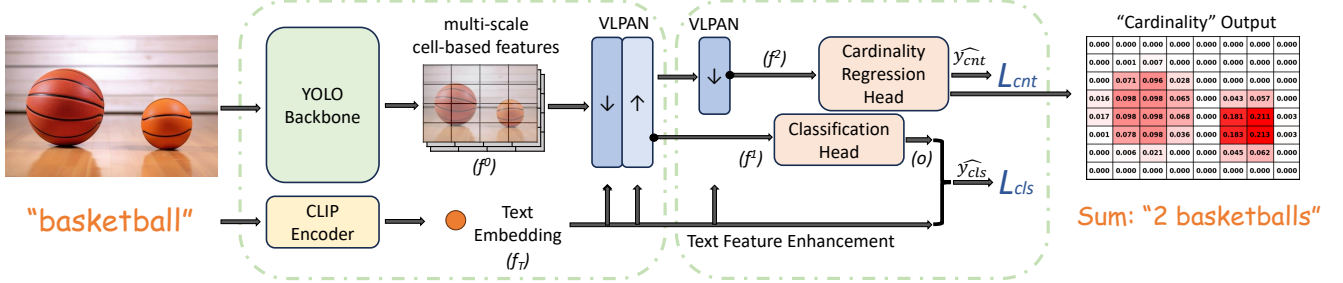 multi-scale
cell-based features
VLPAN
VLPAN
"Cardinality" Output
YOLO
Backbone
(f⁰)
↓ ↑
↓
(f²)
Cardinality
Regression
Head
ŷcnt
Lcnt
(f¹)
Classification
Head
(o)
ŷcls
Lcls
0.000 0.000 0.000 0.000 0.000 0.000 0.000 0.000
0.000 0.001 0.007 0.000 0.000 0.000 0.000 0.000
0.000 0.071 0.096 0.028 0.000 0.000 0.000 0.000
0.016 0.098 0.098 0.065 0.000 0.043 0.057 0.000
0.017 0.098 0.098 0.068 0.000 0.181 0.211 0.003
0.001 0.078 0.098 0.036 0.000 0.183 0.213 0.003
0.000 0.006 0.021 0.000 0.000 0.045 0.062 0.000
0.000 0.000 0.000 0.000 0.000 0.000 0.000 0.000
"basketball"
CLIP
Encoder
Text
Embedding
(fT)
Text Feature Enhancement
Sum: "2 basketballs"